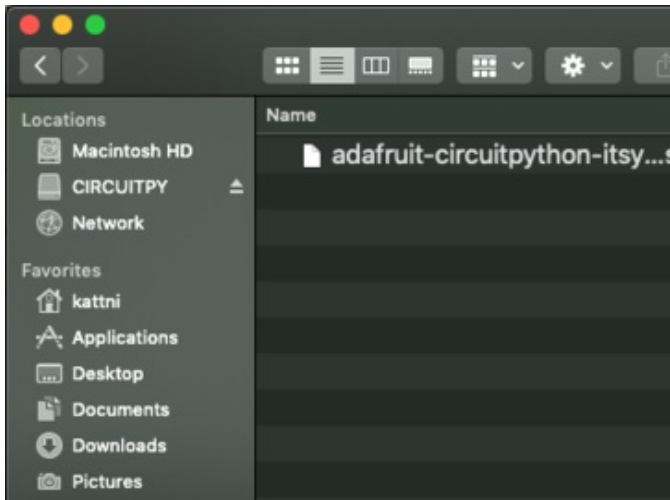 Locations
Macintosh HD
CIRCUITPY
Network
Favorites
kattni
Applications
Desktop
Documents
Downloads
Pictures
Name
adafruit-circuitpython-itsy...s